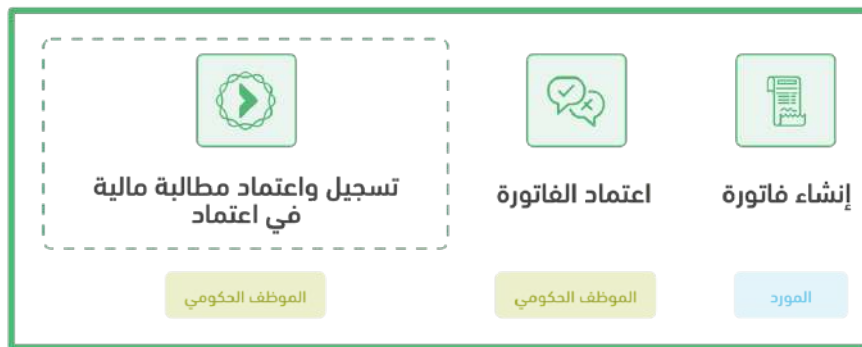 إنشاء فاتورة
اعتماد الفاتورة
تسجيل واعتماد مطالبة مالية
في اعتماد
المورد
الموظف الحكومي
الموظف الحكومي